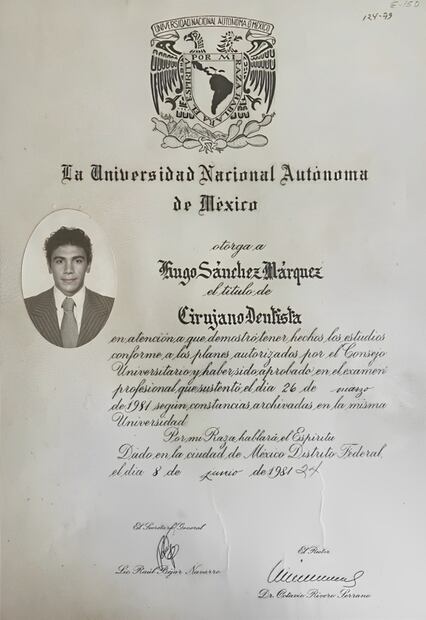 E-150
124-79
UNIVERSIDAD NACIONAL AUTONOMA D MEXICO
POR MI RAZA HABLARA EL ESPIRITU
La Universidad Nacional Autónoma
de México
otorga a
Hugo Sánchez Márquez
el título de
Cirujano Dentista
en atención a que demostró tener hechos los estudios
conforme a los planes autorizados por el Consejo
Universitario y haber sido aprobado en el examen
profesional que sustentó el día 26 de marzo
de 1981 según constancias archivadas en la misma
Universidad
Por mi Raza hablará el Espíritu
Dado en la ciudad de México Distrito Federal,
el día 8 de junio de 1981
El Secretario General
El Rector
Lic Raúl Béjar Navarro
Dr. Octavio Rivero Serrano